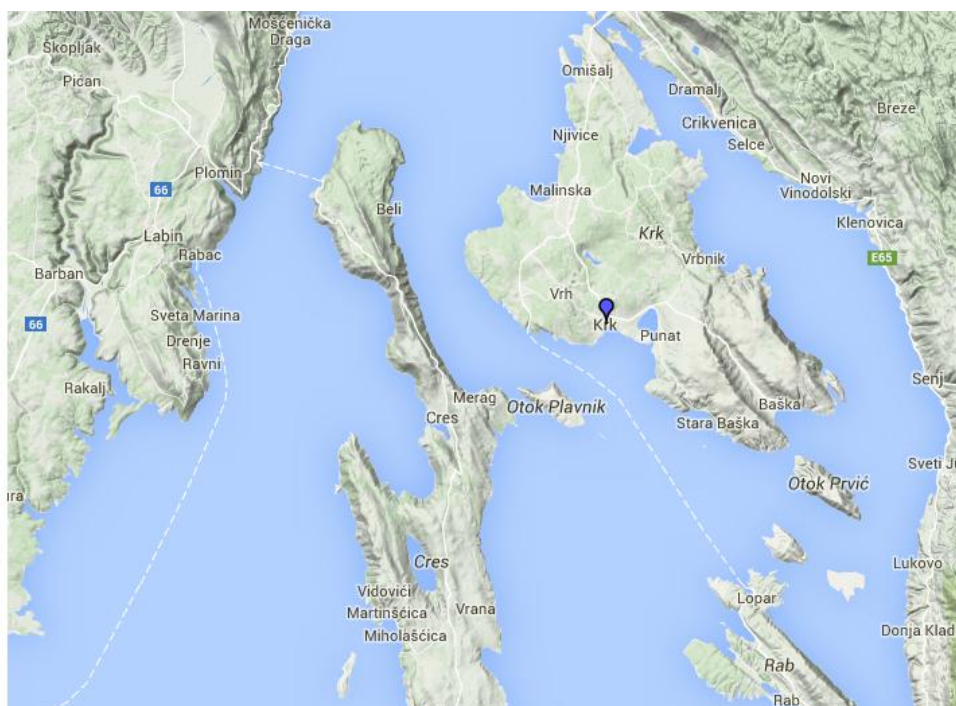 Mošćenička
Draga
Škopljak
Pićan
Omišalj
Dramalj
Breze
Crikvenica
Njivice
Selce
Plomin
Novi
Vinodolski
66
Malinska
Beli
Klenovica
Krk
Labin
Rabac
Vrbnik
E65
Barban
Vrh
Sveta Marina
66
Krk
Drenje
Punat
Ravni
Senj
Rakalj
Merag
Otok Plavnik
Baška
Cres
Stara Baška
Sveti Ju
Otok Prvić
ura
Cres
Lukovo
Vidovići
Lopar
Martinšćica
Vrana
Donja Klad
Miholašćica
Rab
Rab